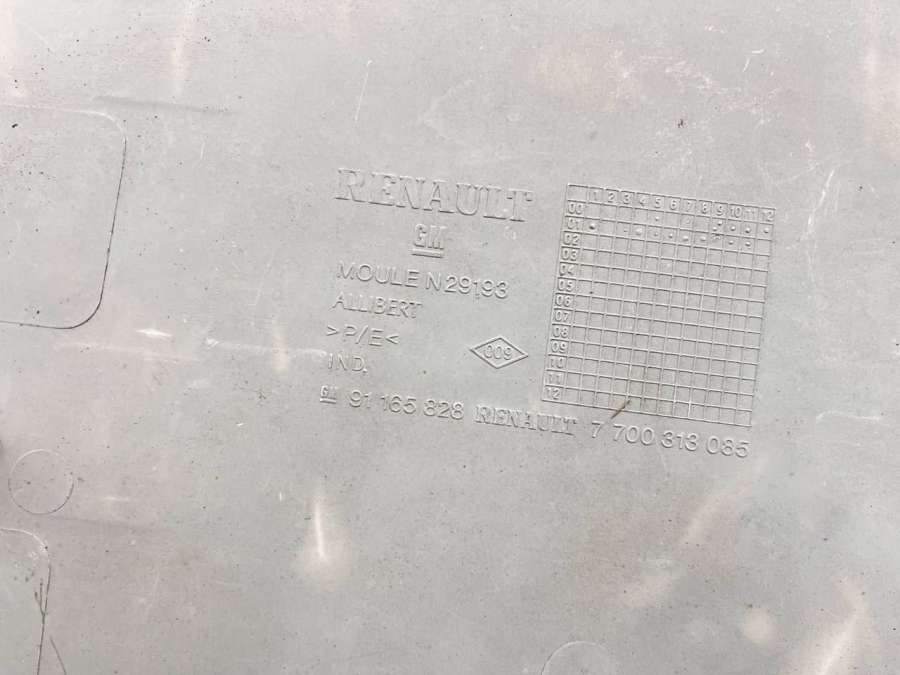 RENAULT
GM
MOULE N 29193
ALLIBERT
>P/E<
IND.
009
GM 91 165 828 RENAULT 7 700 313 085
1 2 3 4 5 6 7 8 9 10 11 12
00
01
02
03
04
05
06
07
08
09
10
11
12